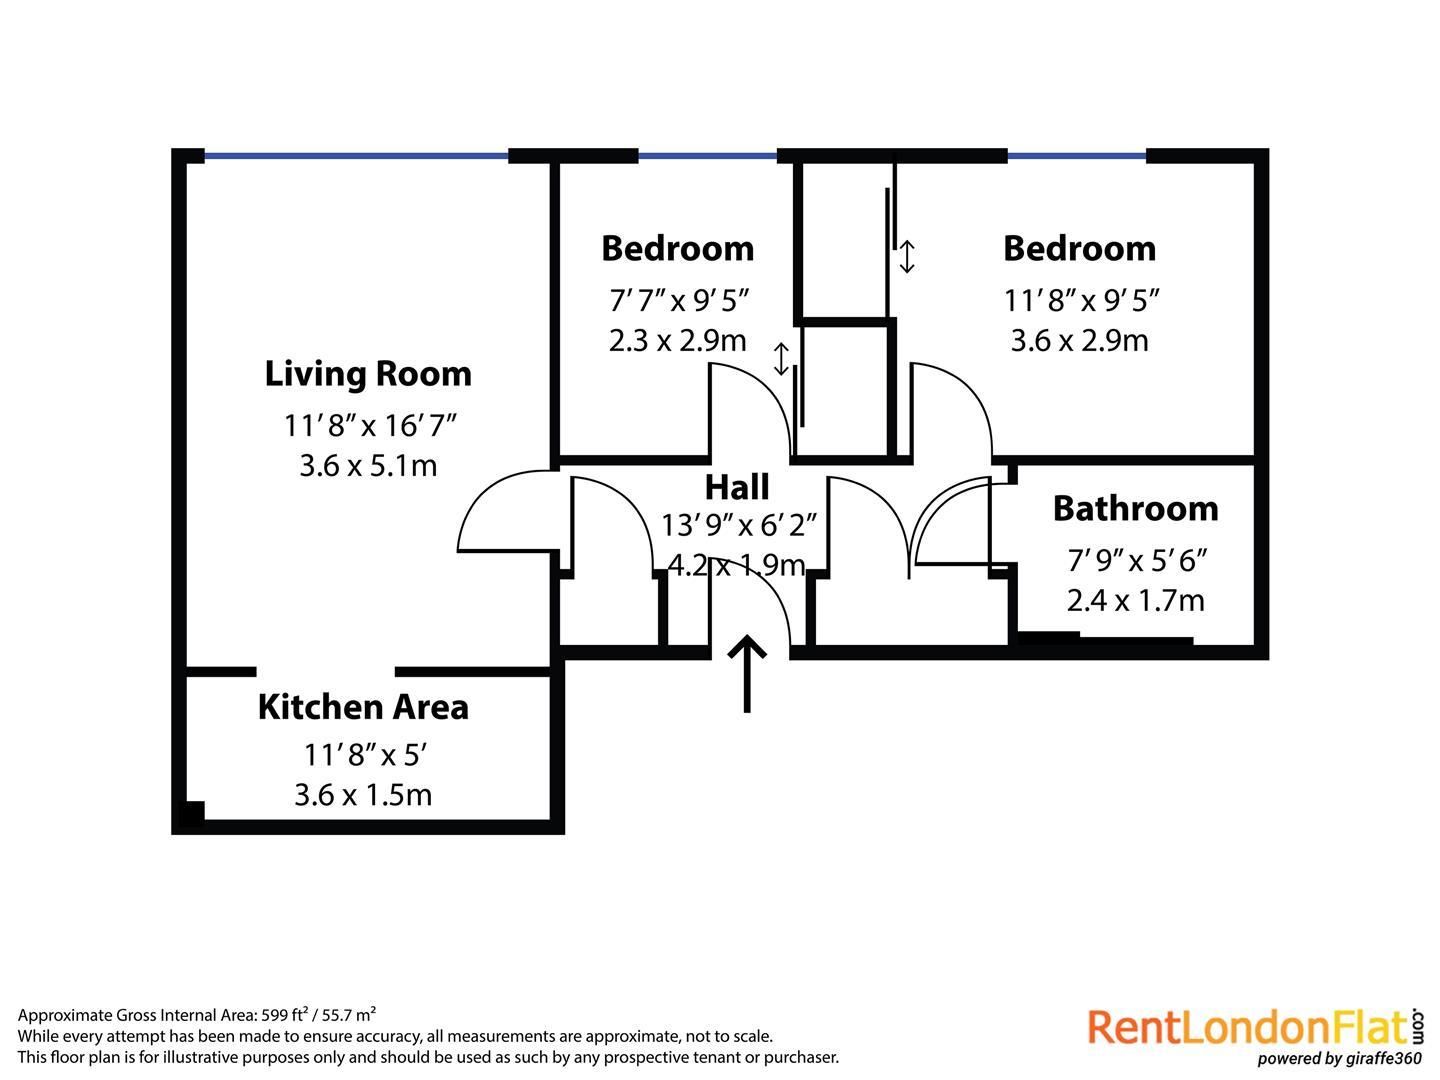 Bedroom
7’ 7” x 9’ 5”
2.3 x 2.9m
Bedroom
11’ 8” x 9’ 5”
3.6 x 2.9m
Living Room
11’ 8” x 16’ 7”
3.6 x 5.1m
Hall
13’ 9” x 6’ 2”
4.2 x 1.9m
Bathroom
7’ 9” x 5’ 6”
2.4 x 1.7m
Kitchen Area
11’ 8” x 5’
3.6 x 1.5m
Approximate Gross Internal Area: 599 ft² / 55.7 m²
While every attempt has been made to ensure accuracy, all measurements are approximate, not to scale.
This floor plan is for illustrative purposes only and should be used as such by any prospective tenant or purchaser.
RentLondonFlat.com
powered by giraffe360